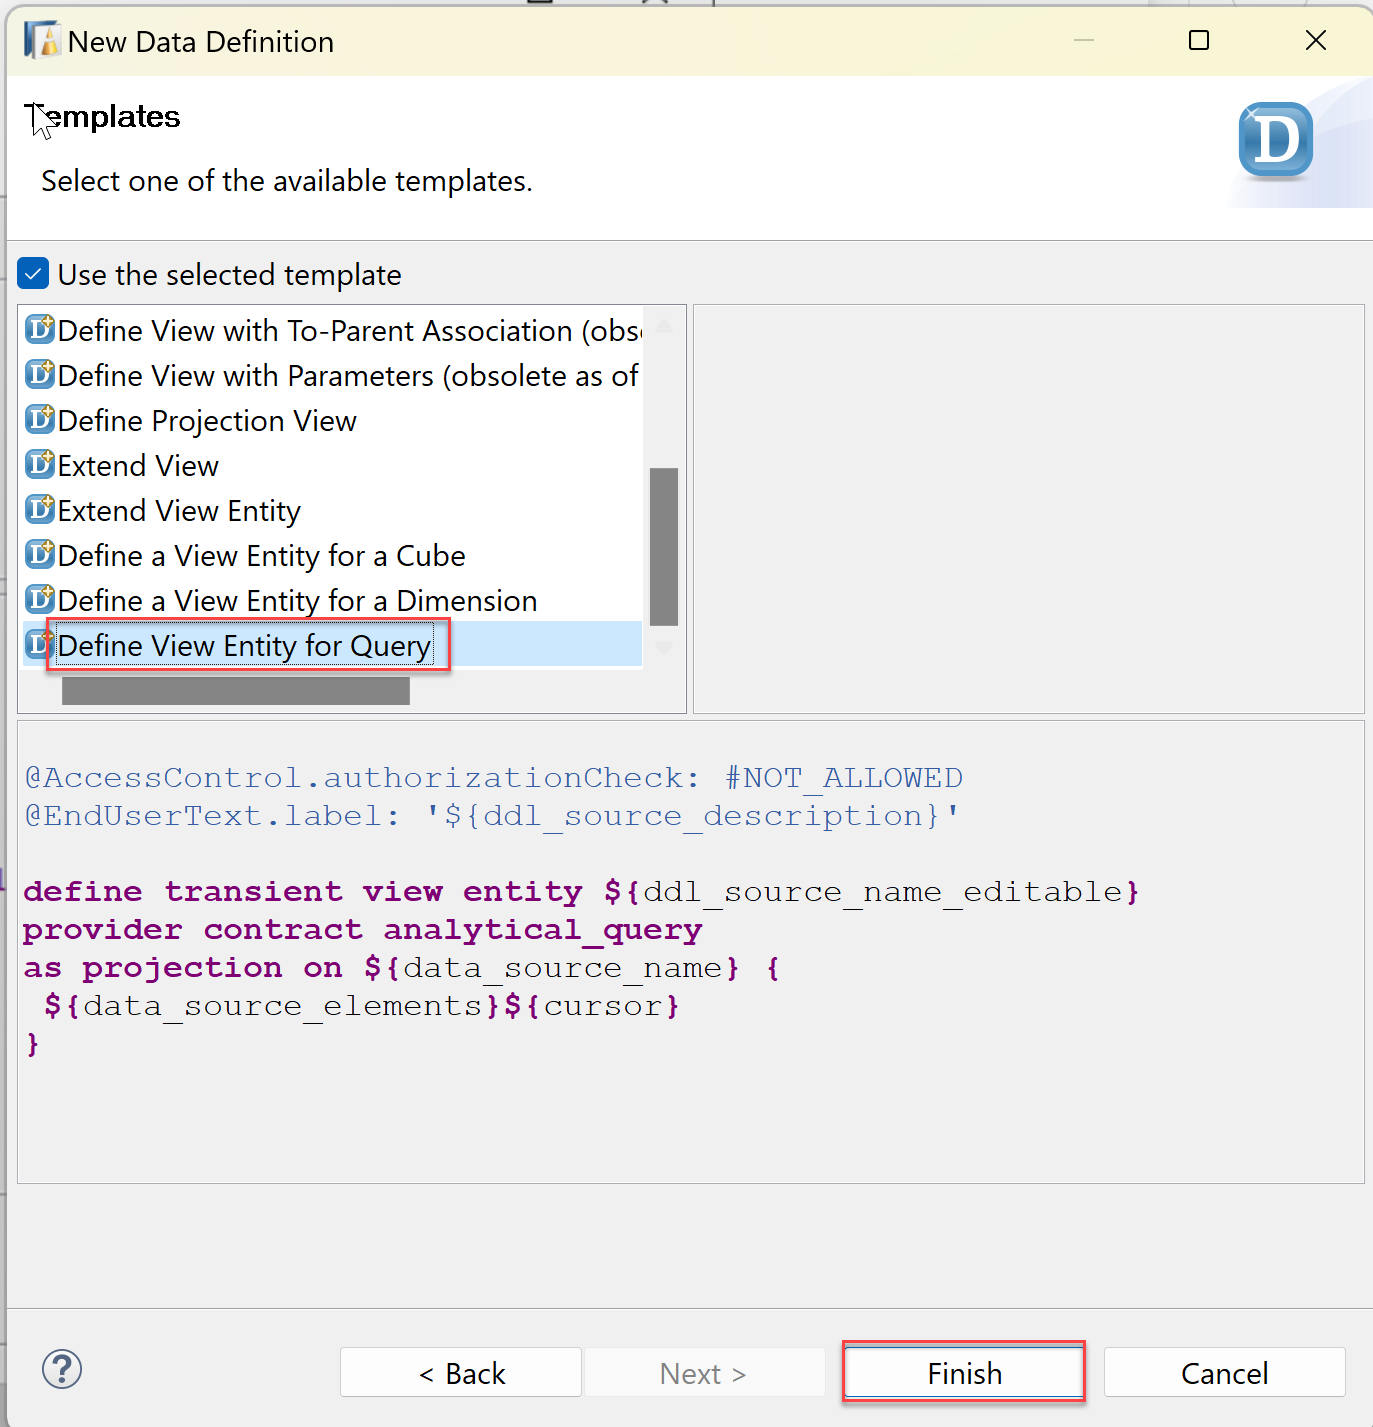 New Data Definition
Templates
Select one of the available templates.
D
Use the selected template
Define View with To-Parent Association (obs
Define View with Parameters (obsolete as of
Define Projection View
Extend View
Extend View Entity
Define a View Entity for a Cube
Define a View Entity for a Dimension
Define View Entity for Query
@AccessControl.authorizationCheck: #NOT_ALLOWED
@EndUserText.label: '${ddl_source_description}'
define transient view entity ${ddl_source_name_editable}
provider contract analytical_query
as projection on ${data_source_name} {
${data_source_elements}${cursor}
}
?
< Back
Next >
Finish
Cancel